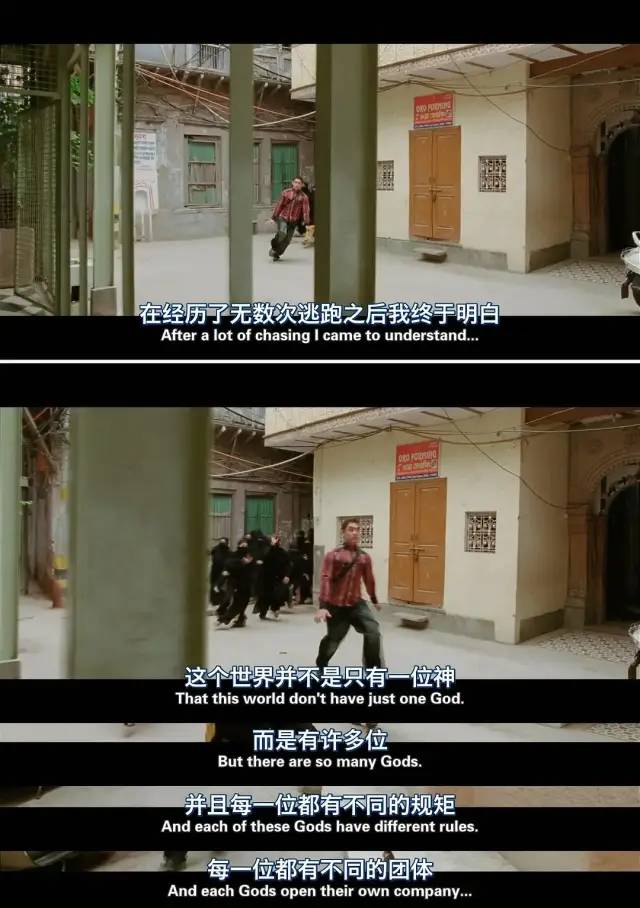 在经历了无数次逃跑之后我终于明白
After a lot of chasing I came to understand...
这个世界并不是只有一位神
That this world don't have just one God.
而是有许多位
But there are so many Gods.
并且每一位都有不同的规矩
And each of these Gods have different rules.
每一位都有不同的团体
And each Gods open their own company...